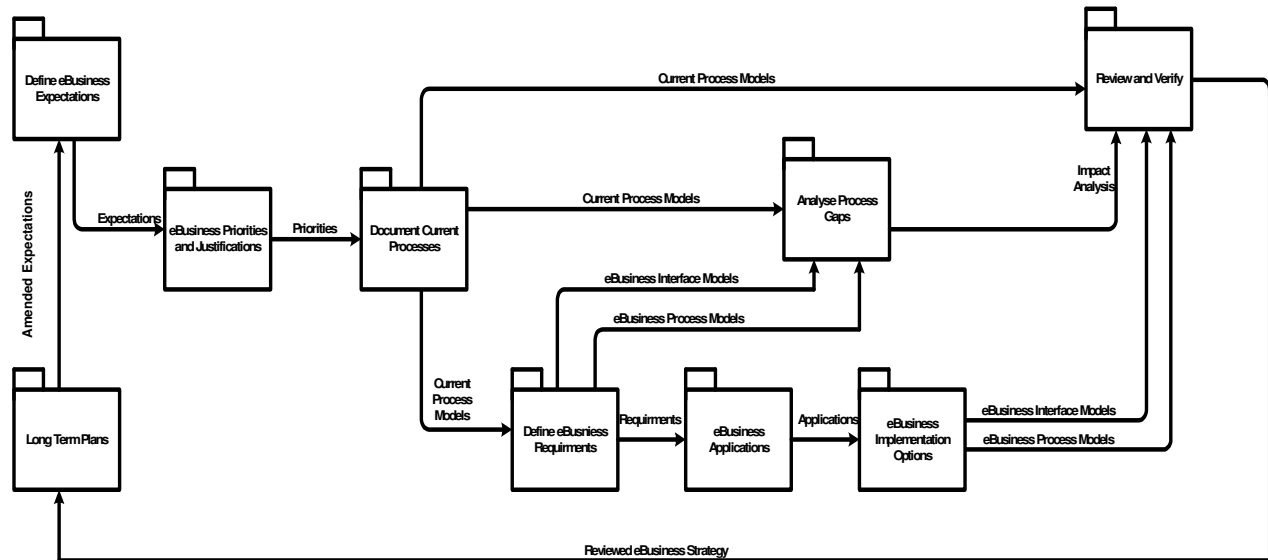 Define eBusiness
Expectations
Current Process Models
Review and Verify
Impact
Analysis
Amended Expectations
Expectations
eBusiness Priorities
and Justifications
Priorities
Document Current
Processes
Current Process Models
Analyse Process
Gaps
eBusiness Interface Models
eBusiness Process Models
Current
Process
Models
Long Term Plans
Define eBusniess
Requirments
Requirments
eBusiness
Applications
Applications
eBusiness
Implementation
Options
eBusiness Interface Models
eBusiness Process Models
Reviewed eBusiness Strategy